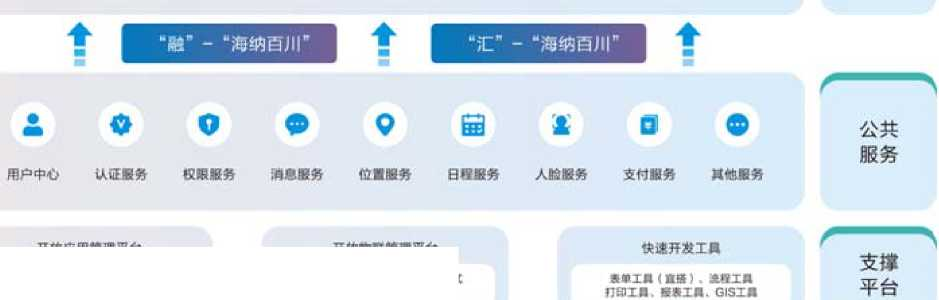 “融”-“海纳百川” “汇”-“海纳百川”
用户中心 认证服务 权限服务 消息服务 位置服务 日程服务 人脸服务 支付服务 其他服务
公共
服务
快速开发工具
表单工具（宜搭）、流程工具
打印工具、报表工具、GIS工具
支撑
平台